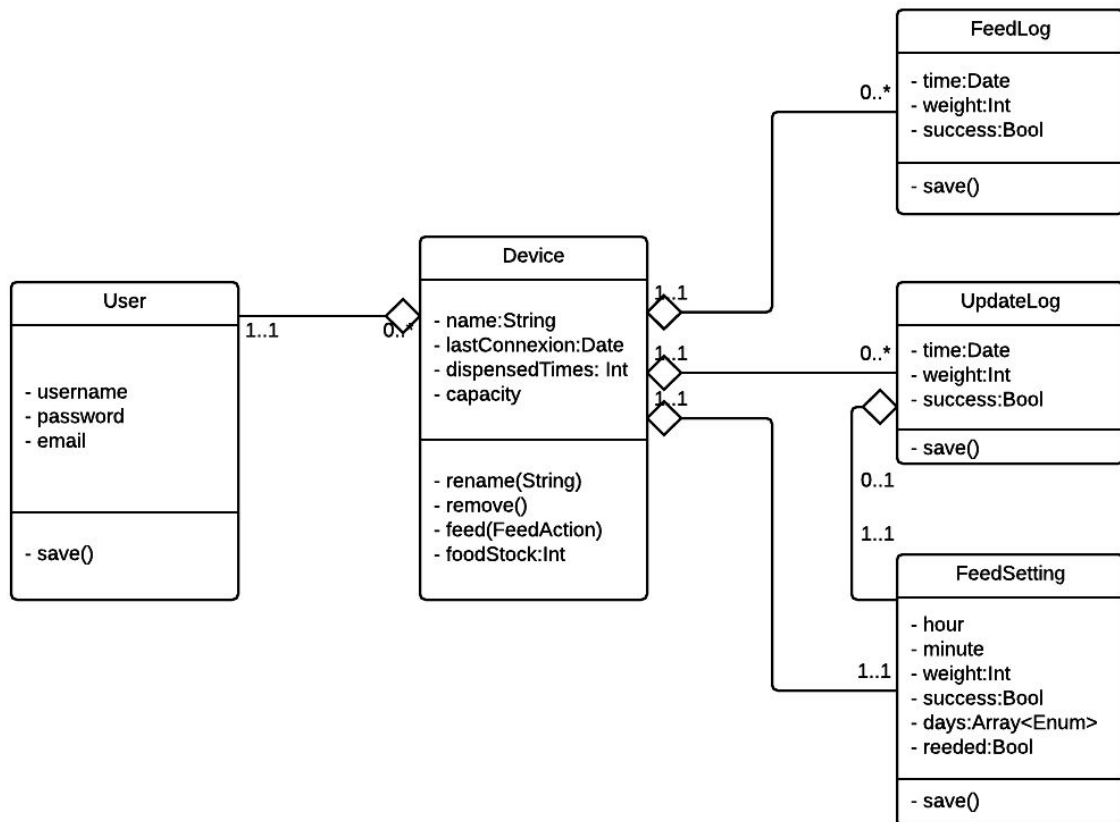 FeedLog
- time:Date
- weight:Int
- success:Bool
- save()
0..*
Device
- name:String
- lastConnexion:Date
- dispensedTimes: Int
- capacity
- rename(String)
- remove()
- feed(FeedAction)
- foodStock:Int
User
- username
- password
- email
- save()
1..1
0..*
1..1
1..1
1..1
UpdateLog
- time:Date
- weight:Int
- success:Bool
- save()
0..*
0..1
1..1
FeedSetting
- hour
- minute
- weight:Int
- success:Bool
- days:Array<Enum>
- reeded:Bool
- save()
1..1